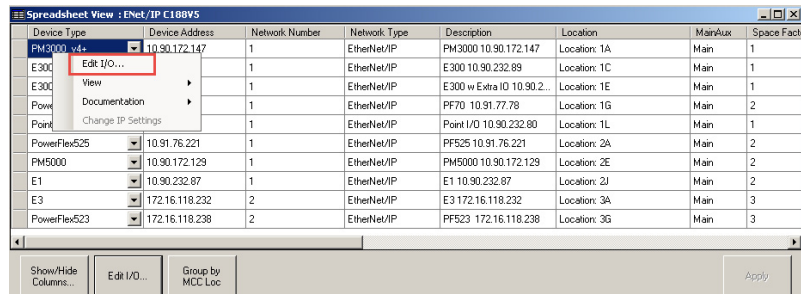 Spreadsheet View : ENet/IP C188V5
Device Type Device Address Network Number Network Type Description Location MainAux Space Fact
PM3000 v4+ 10.90.172.147 1 EtherNet/IP PM3000 10.90.172.147 Location: 1A Main 1
E300 1 EtherNet/IP E300 10.90.232.89 Location: 1C Main 1
E300 1 EtherNet/IP E300 w Extra IO 10.90.2... Location: 1E Main 1
Powe 1 EtherNet/IP PF70 10.91.77.78 Location: 1G Main 2
Point 1 EtherNet/IP Point I/O 10.90.232.80 Location: 1L Main 1
Edit I/O...
View
Documentation
Change IP Settings
PowerFlex525 10.91.76.221 1 EtherNet/IP PF525 10.91.76.221 Location: 2A Main 2
PM5000 10.90.172.129 1 EtherNet/IP PM5000 10.90.172.129 Location: 2E Main 2
E1 10.90.232.87 1 EtherNet/IP E1 10.90.232.87 Location: 2J Main 2
E3 172.16.118.232 2 EtherNet/IP E3 172.16.118.232 Location: 3A Main 3
PowerFlex523 172.16.118.238 2 EtherNet/IP PF523 172.16.118.238 Location: 3G Main 3
Show/Hide Columns... Edit I/O... Group by MCC Loc Apply